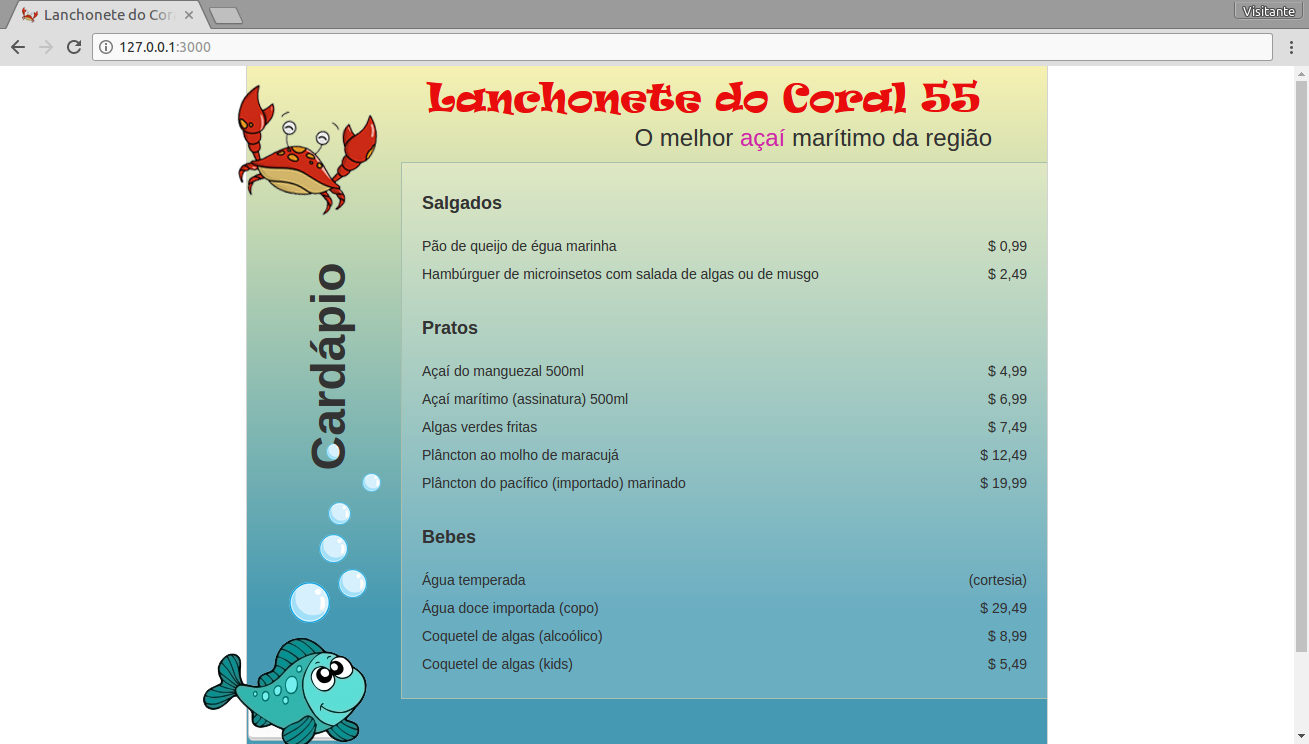 Lanchonete do Cor
Visitante
127.0.0.1:3000
Lanchonete do Coral 55
O melhor açaí marítimo da região
Cardápio
Salgados
Pão de queijo de égua marinha $ 0,99
Hambúrguer de microinsetos com salada de algas ou de musgo $ 2,49
Pratos
Açaí do manguezal 500ml $ 4,99
Açaí marítimo (assinatura) 500ml $ 6,99
Algas verdes fritas $ 7,49
Plâncton ao molho de maracujá $ 12,49
Plâncton do pacífico (importado) marinado $ 19,99
Bebes
Água temperada (cortesia)
Água doce importada (copo) $ 29,49
Coquetel de algas (alcoólico) $ 8,99
Coquetel de algas (kids) $ 5,49